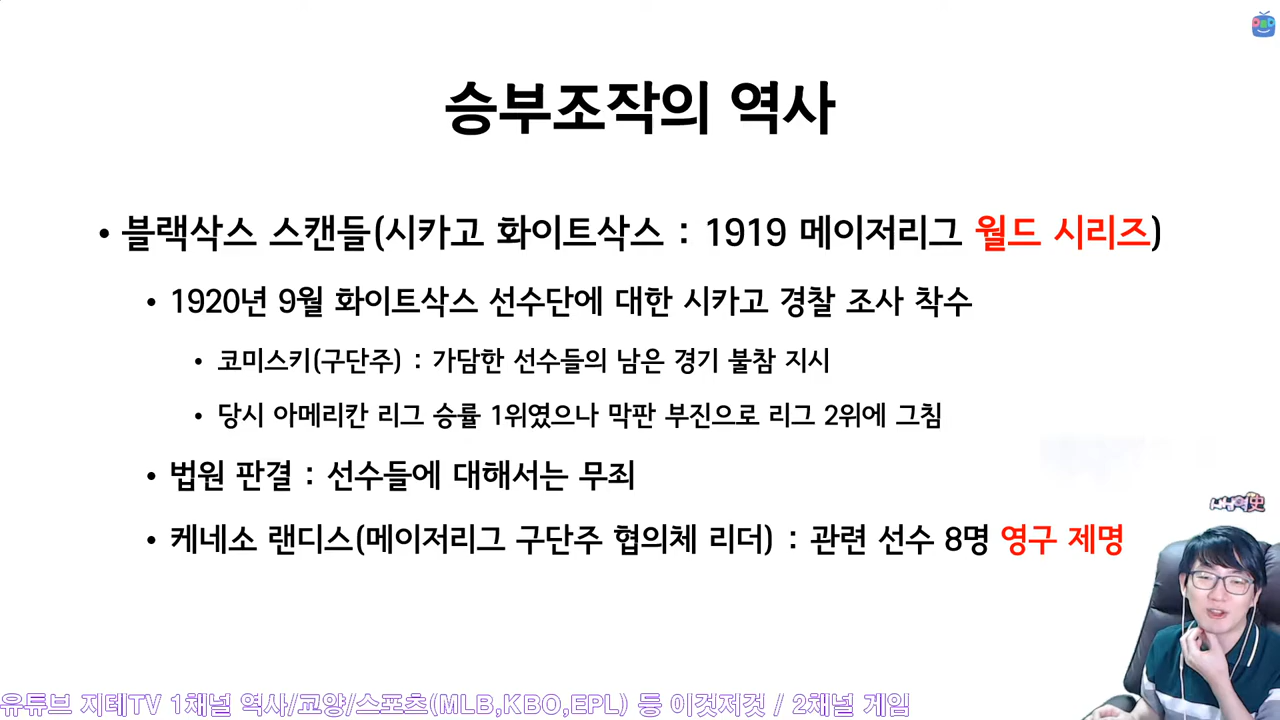 승부조작의 역사
• 블랙삭스 스캔들(시카고 화이트삭스 : 1919 메이저리그 월드 시리즈)
• 1920년 9월 화이트삭스 선수단에 대한 시카고 경찰 조사 착수
• 코미스키(구단주) : 가담한 선수들의 남은 경기 불참 지시
• 당시 아메리칸 리그 승률 1위였으나 막판 부진으로 리그 2위에 그침
• 법원 판결 : 선수들에 대해서는 무죄
• 케네소 랜디스(메이저리그 구단주 협의체 리더) : 관련 선수 8명 영구 제명
유튜브 지테TV 1채널 역사/교양/스포츠(MLB,KBO,EPL) 등 이것저것 / 2채널 게임